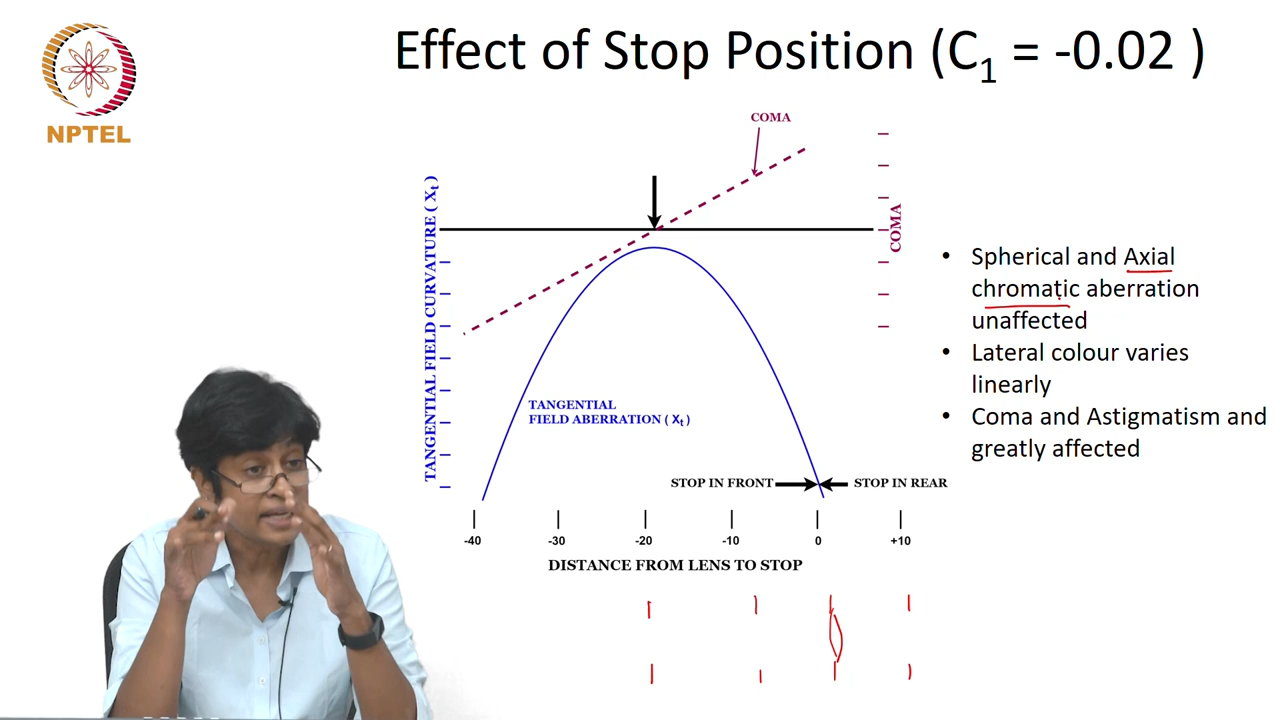 NPTEL
Effect of Stop Position (C₁ = -0.02 )
COMA
TANGENTIAL FIELD CURVATURE ( Xₜ)
COMA
TANGENTIAL
FIELD ABERRATION ( Xₜ)
STOP IN FRONT
STOP IN REAR
-40
-30
-20
-10
0
+10
DISTANCE FROM LENS TO STOP
• Spherical and Axial
chromatic aberration
unaffected
• Lateral colour varies
linearly
• Coma and Astigmatism and
greatly affected